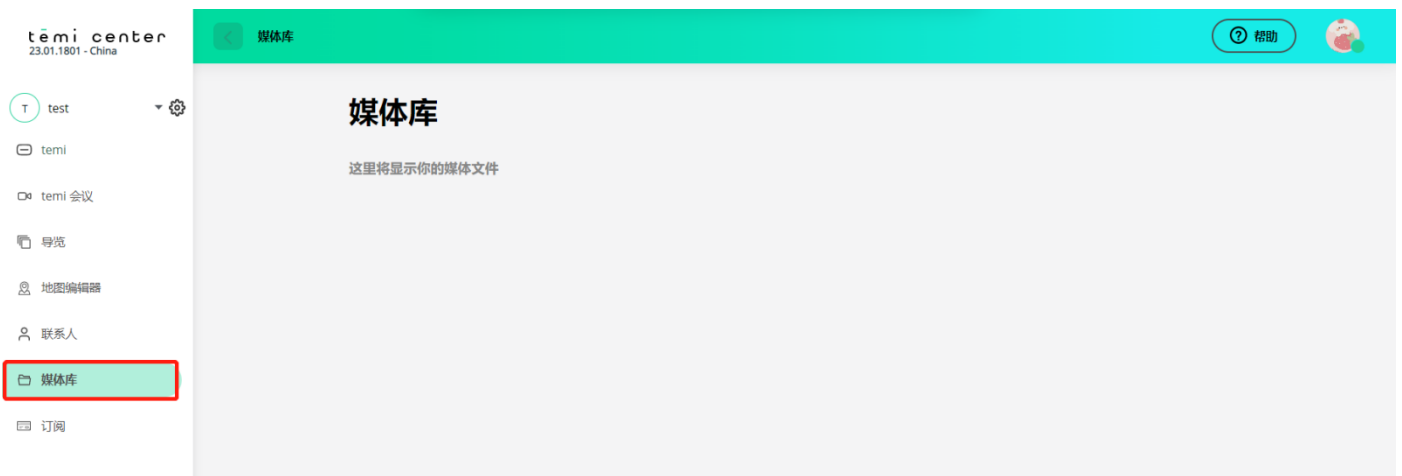 tēmi center
23.01.1801 - China
媒体库
帮助
T test
temi
temi 会议
导览
地图编辑器
联系人
媒体库
订阅
媒体库
这里将显示你的媒体文件